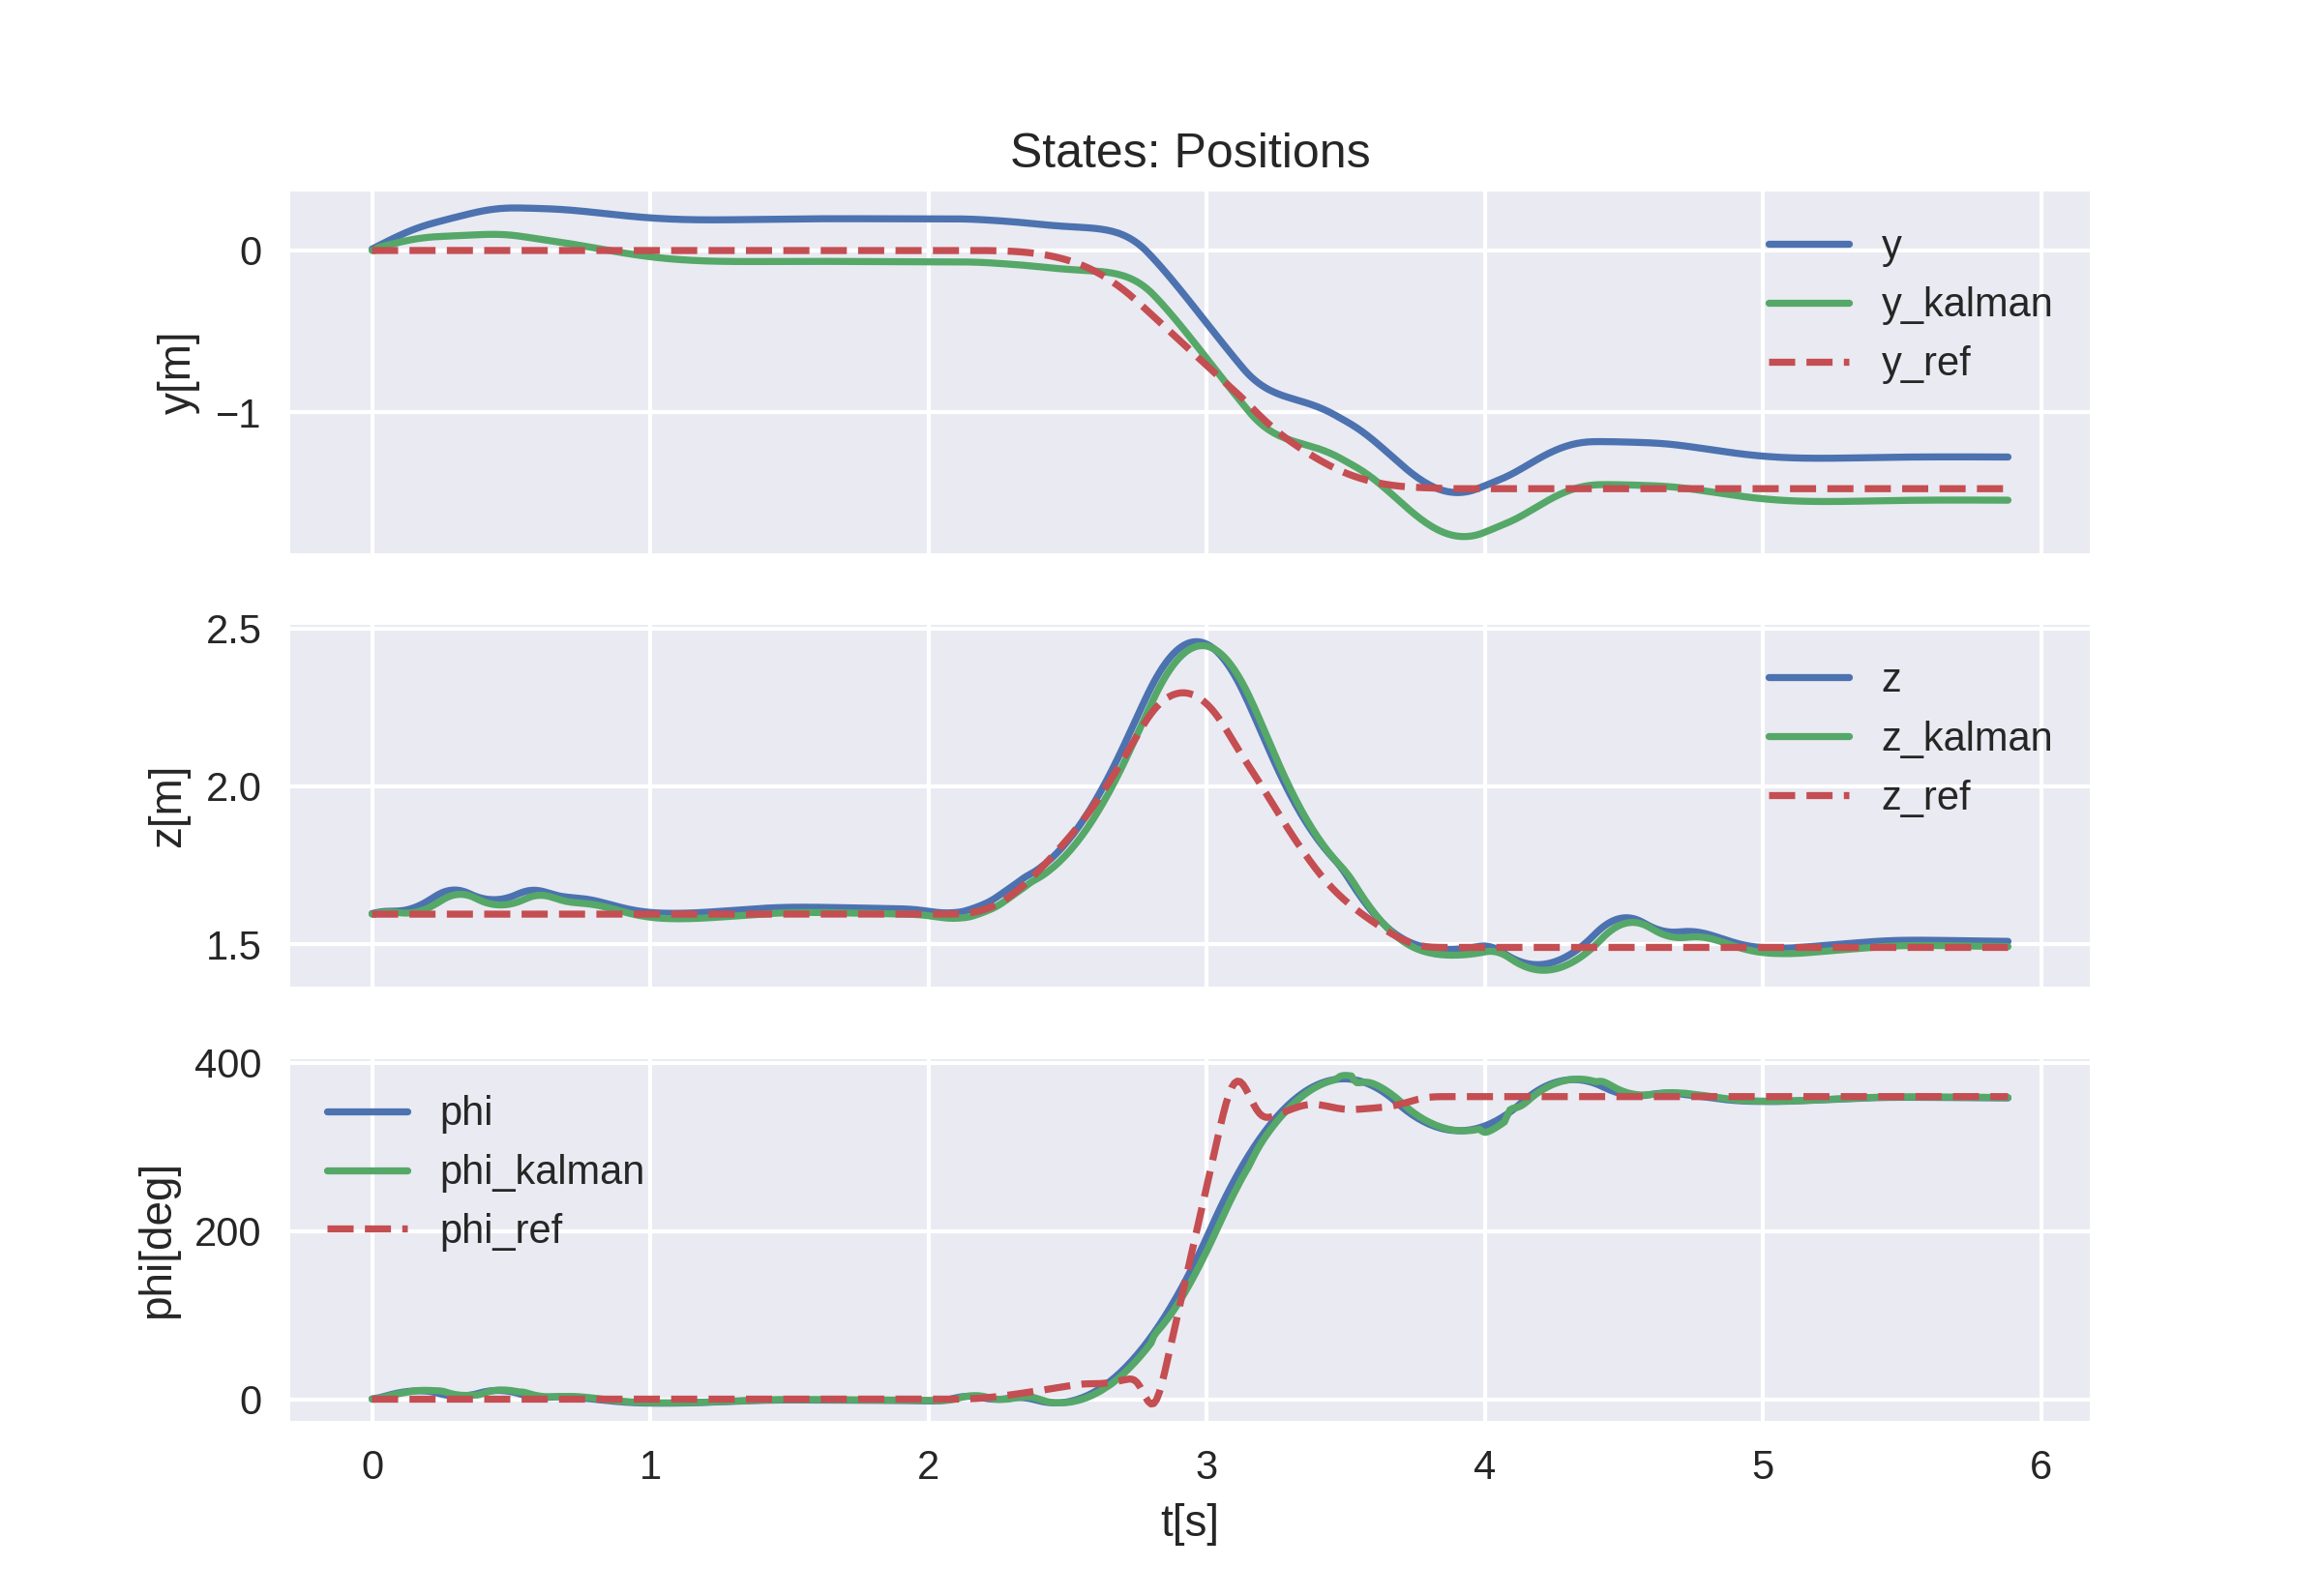 States: Positions
0
−1
y[m]
y
y_kalman
y_ref
2.5
2.0
1.5
z[m]
z
z_kalman
z_ref
400
200
0
phi[deg]
phi
phi_kalman
phi_ref
0 1 2 3 4 5 6
t[s]